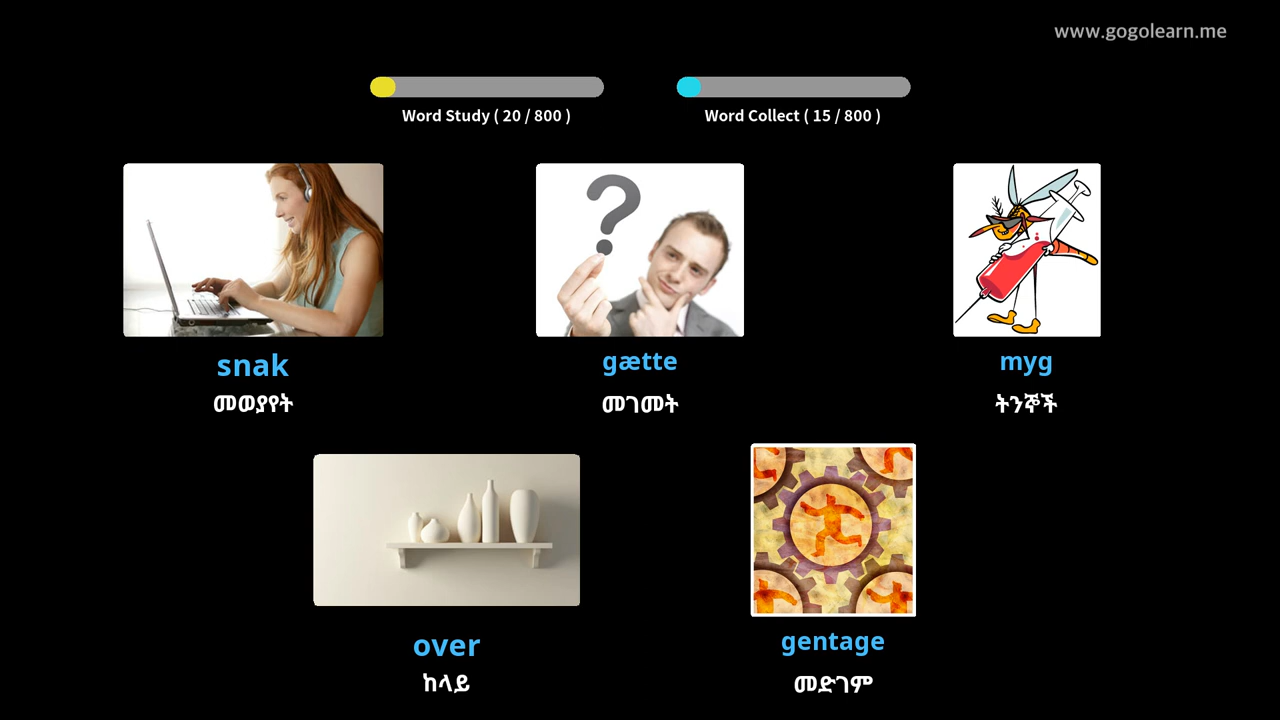 www.gogolearn.me
Word Study ( 20 / 800 )
Word Collect ( 15 / 800 )
snak
መወያየት
gætte
መገመት
myg
ትንኞች
over
ከላይ
gentage
መድገም